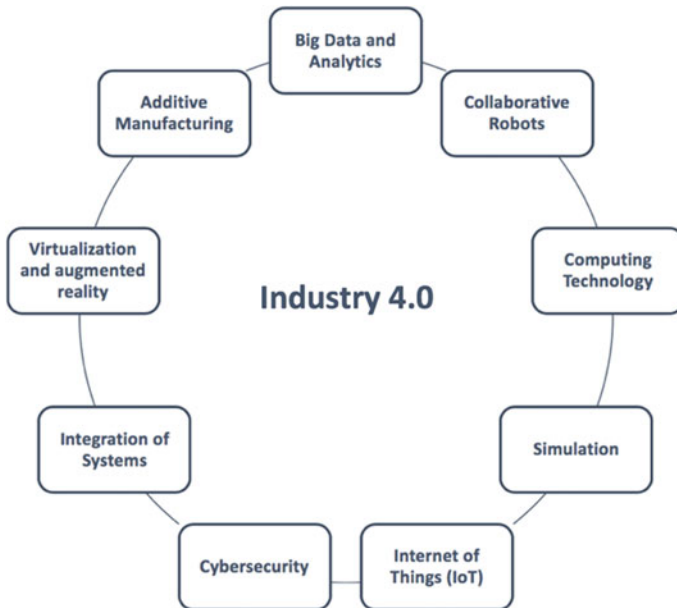 Big Data and
Analytics
Collaborative
Robots
Computing
Technology
Simulation
Internet of
Things (IoT)
Cybersecurity
Integration of
Systems
Virtualization
and augmented
reality
Additive
Manufacturing
Industry 4.0